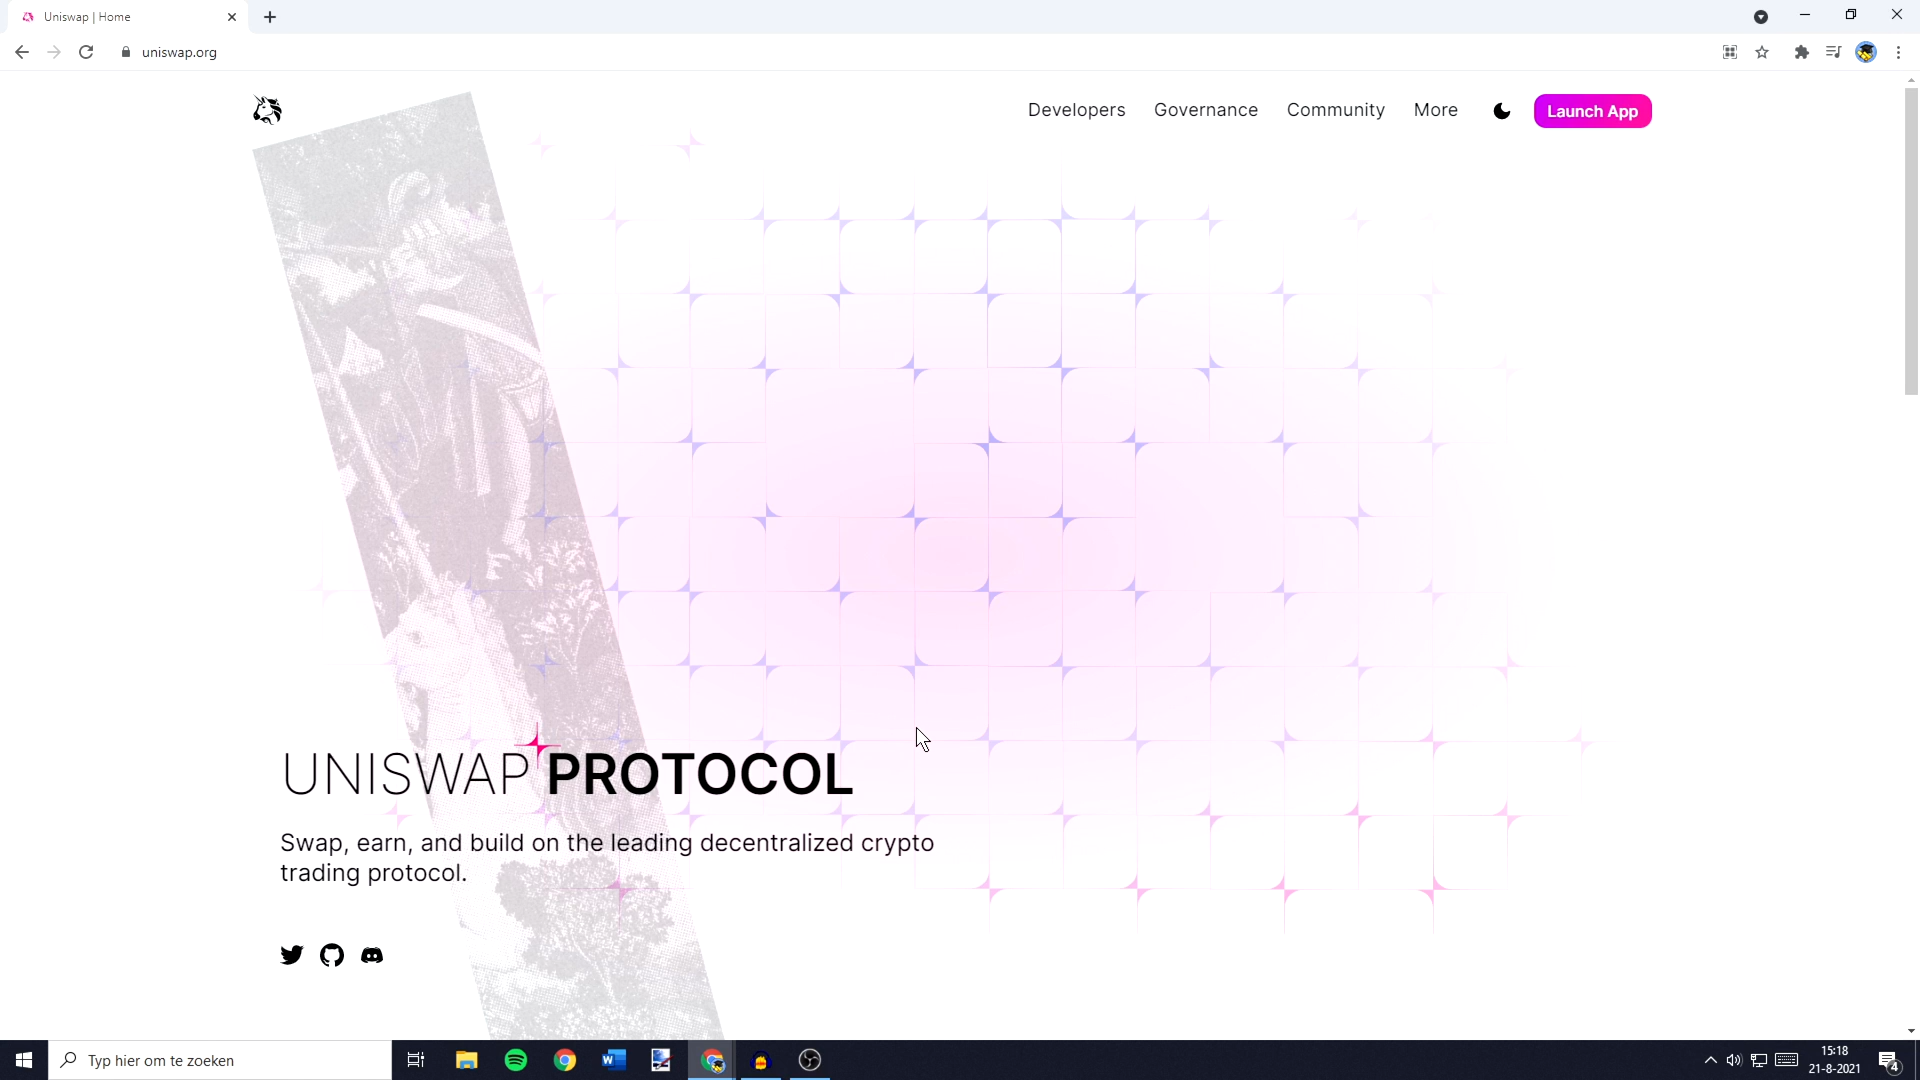 Uniswap | Home
uniswap.org
Developers Governance Community More Launch App
UNISWAP PROTOCOL
Swap, earn, and build on the leading decentralized crypto
trading protocol.
Typ hier om te zoeken
15:18
21-8-2021
4